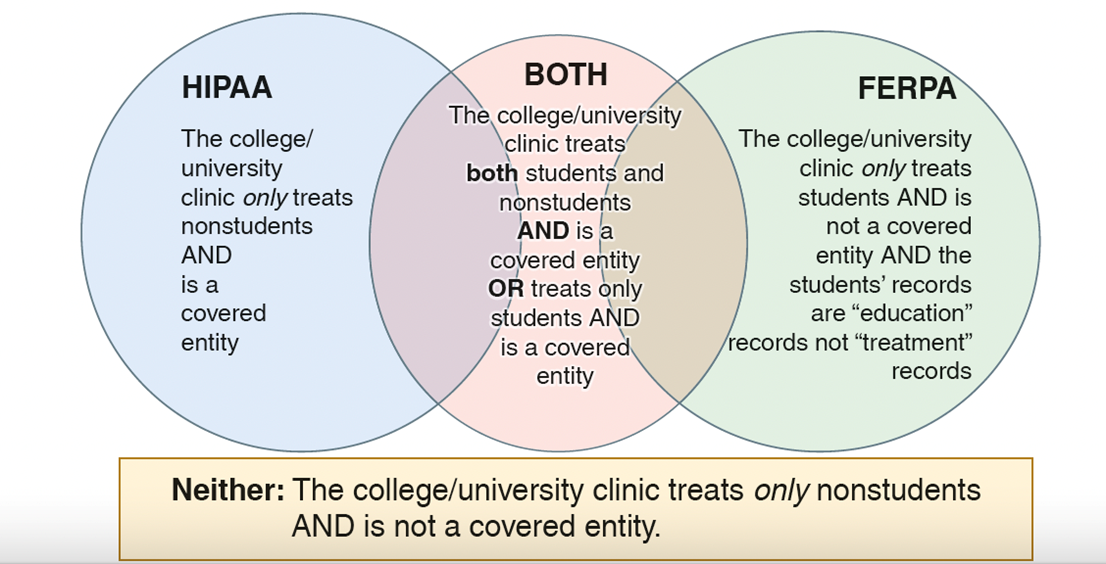 HIPAA
The college/
university
clinic only treats
nonstudents
AND
is a
covered
entity
BOTH
The college/university
clinic treats
both students and
nonstudents
AND is a
covered entity
OR treats only
students AND
is a covered
entity
FERPA
The college/university
clinic only treats
students AND is
not a covered
entity AND the
students’ records
are “education”
records not “treatment”
records
Neither: The college/university clinic treats only nonstudents
AND is not a covered entity.